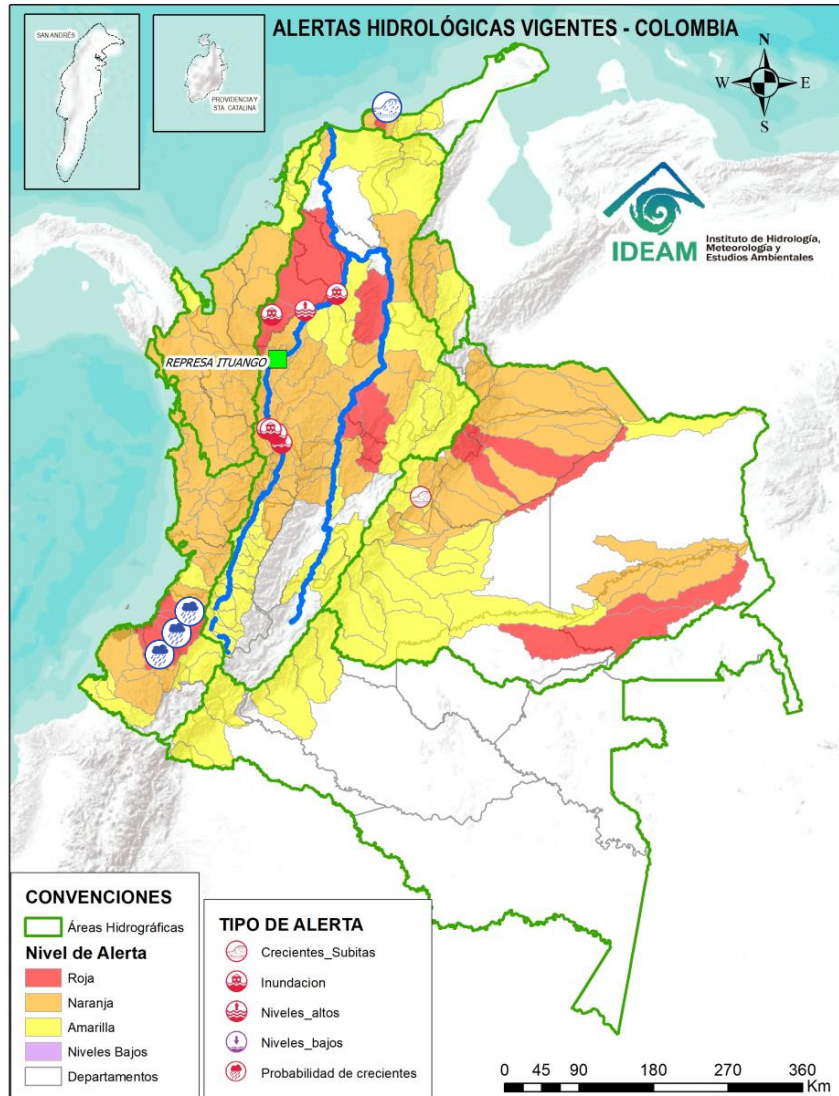 ALERTAS HIDROLÓGICAS VIGENTES - COLOMBIA
SAN ANDRÉS
PROVIDENCIA Y
STA. CATALINA
N
W
E
S
IDEAM
Instituto de Hidrología,
Meteorología y
Estudios Ambientales
REPRESA ITUANGO
CONVENCIONES
Áreas Hidrográficas
Nivel de Alerta
Roja
Naranja
Amarilla
Niveles Bajos
Departamentos
TIPO DE ALERTA
Crecientes_Subitas
Inundacion
Niveles_altos
Niveles_bajos
Probabilidad de crecientes
0 45 90 180 270 360
Km